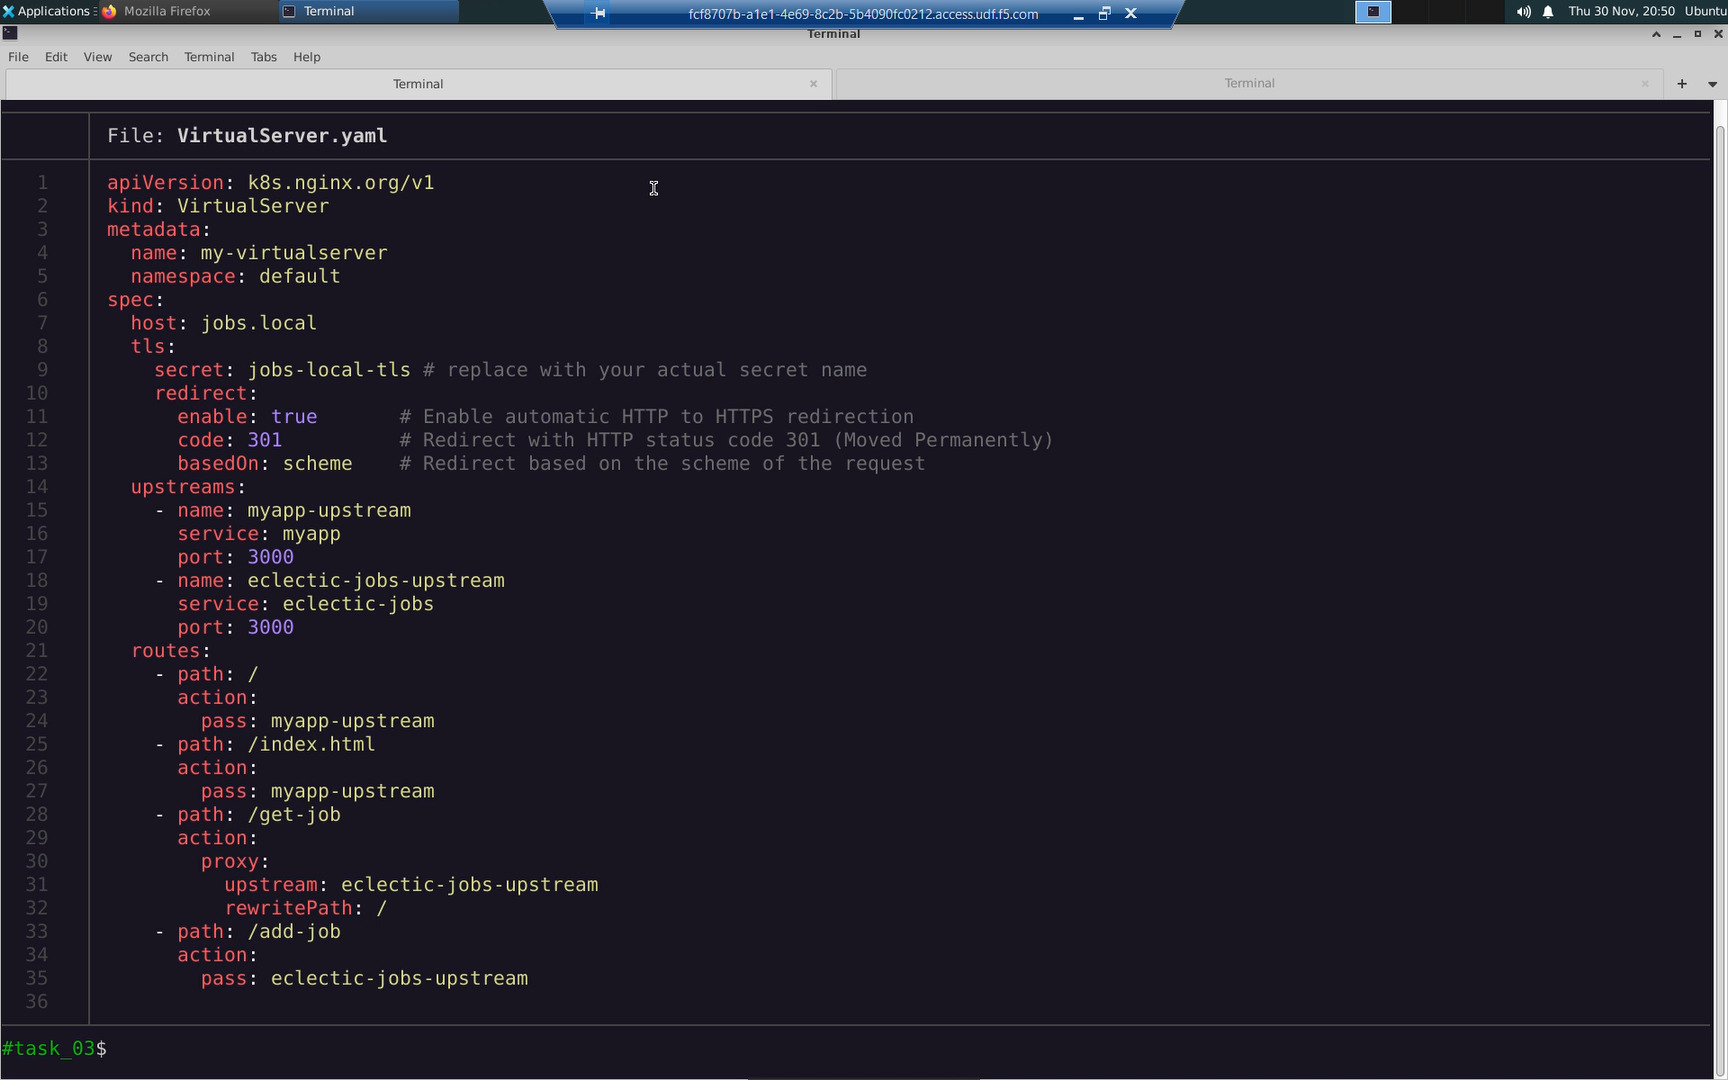 Applications Mozilla Firefox Terminal fcf8707b-a1e1-4e69-8c2b-5b4090fc0212.access.udf.f5.com Thu 30 Nov, 20:50 Ubuntu
Terminal
File Edit View Search Terminal Tabs Help
Terminal Terminal
File: VirtualServer.yaml
1 apiVersion: k8s.nginx.org/v1
2 kind: VirtualServer
3 metadata:
4   name: my-virtualserver
5   namespace: default
6 spec:
7   host: jobs.local
8   tls:
9     secret: jobs-local-tls # replace with your actual secret name
10     redirect:
11       enable: true       # Enable automatic HTTP to HTTPS redirection
12       code: 301          # Redirect with HTTP status code 301 (Moved Permanently)
13       basedOn: scheme    # Redirect based on the scheme of the request
14   upstreams:
15     - name: myapp-upstream
16       service: myapp
17       port: 3000
18     - name: eclectic-jobs-upstream
19       service: eclectic-jobs
20       port: 3000
21   routes:
22     - path: /
23       action:
24         pass: myapp-upstream
25     - path: /index.html
26       action:
27         pass: myapp-upstream
28     - path: /get-job
29       action:
30         proxy:
31           upstream: eclectic-jobs-upstream
32           rewritePath: /
33     - path: /add-job
34       action:
35         pass: eclectic-jobs-upstream
36
#task_03$